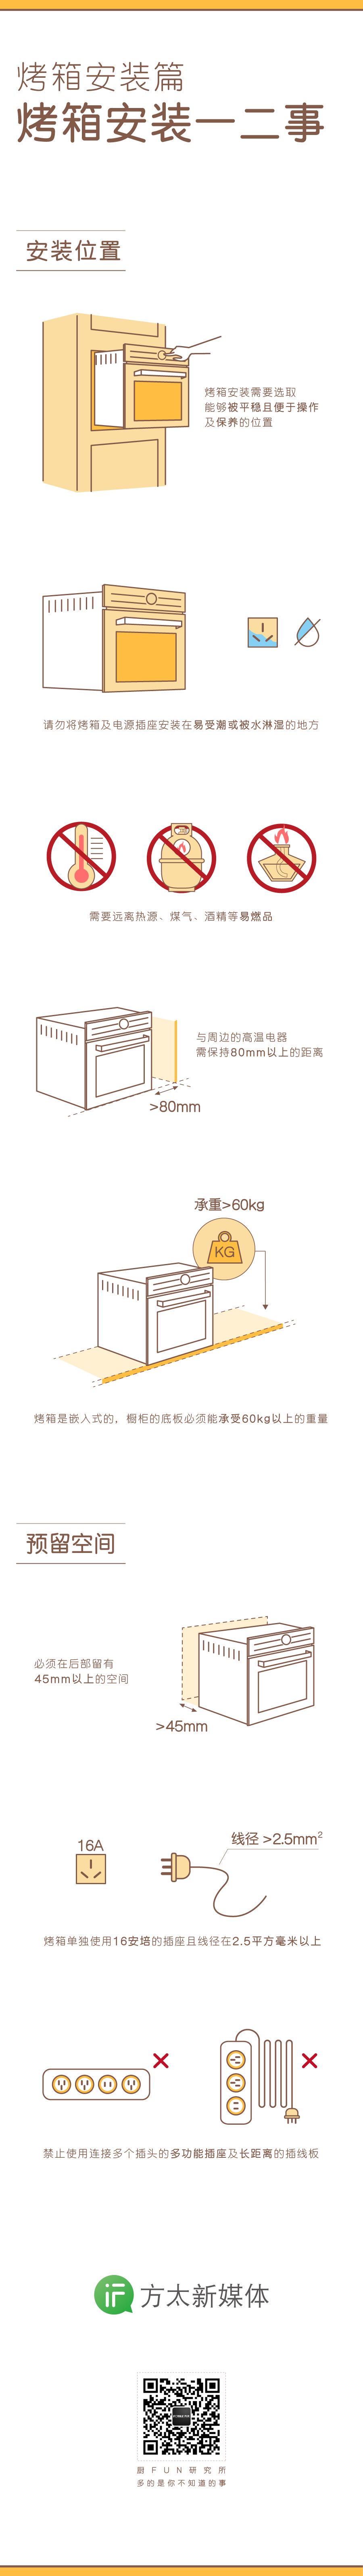 烤箱安装篇
烤箱安装一二事
安装位置
烤箱安装需要选取
能够被平稳且便于操作
及保养的位置
请勿将烤箱及电源插座安装在易受潮或被水淋湿的地方
需要远离热源、煤气、酒精等易燃品
与周边的高温电器
需保持80mm以上的距离
>80mm
承重>60kg
KG
烤箱是嵌入式的，橱柜的底板必须能承受60kg以上的重量
预留空间
必须在后部留有
45mm以上的空间
>45mm
16A
线径 >2.5mm²
烤箱单独使用16安培的插座且线径在2.5平方毫米以上
禁止使用连接多个插头的多功能插座及长距离的插线板
iF 方太新媒体
厨FUN研究所
多的是你不知道的事